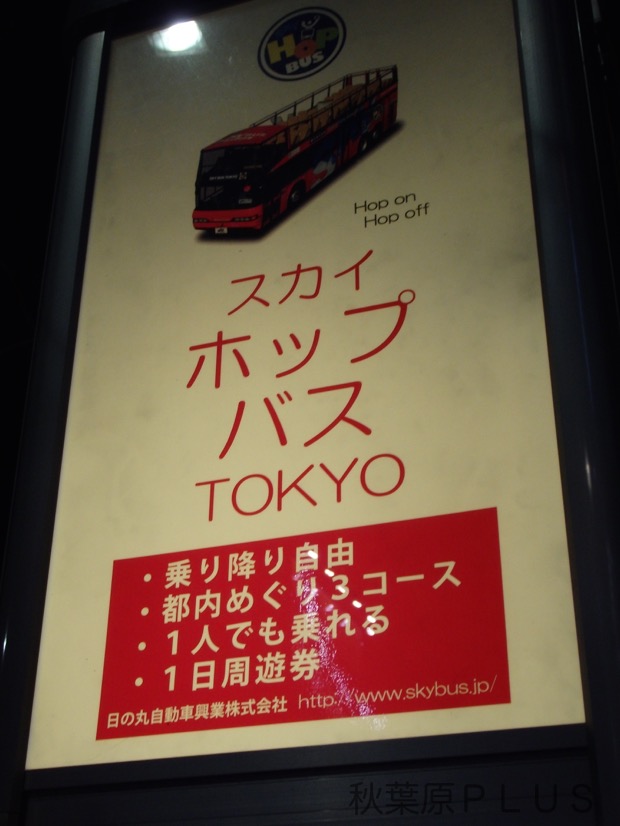 HOP
BUS
Hop on
Hop off
スカイ
ホップ
バス
TOKYO
・乗り降り自由
・都内めぐり3コース
・1人でも乗れる
・1日周遊券
日の丸自動車興業株式会社 http://www.skybus.jp/
秋葉原PLUS